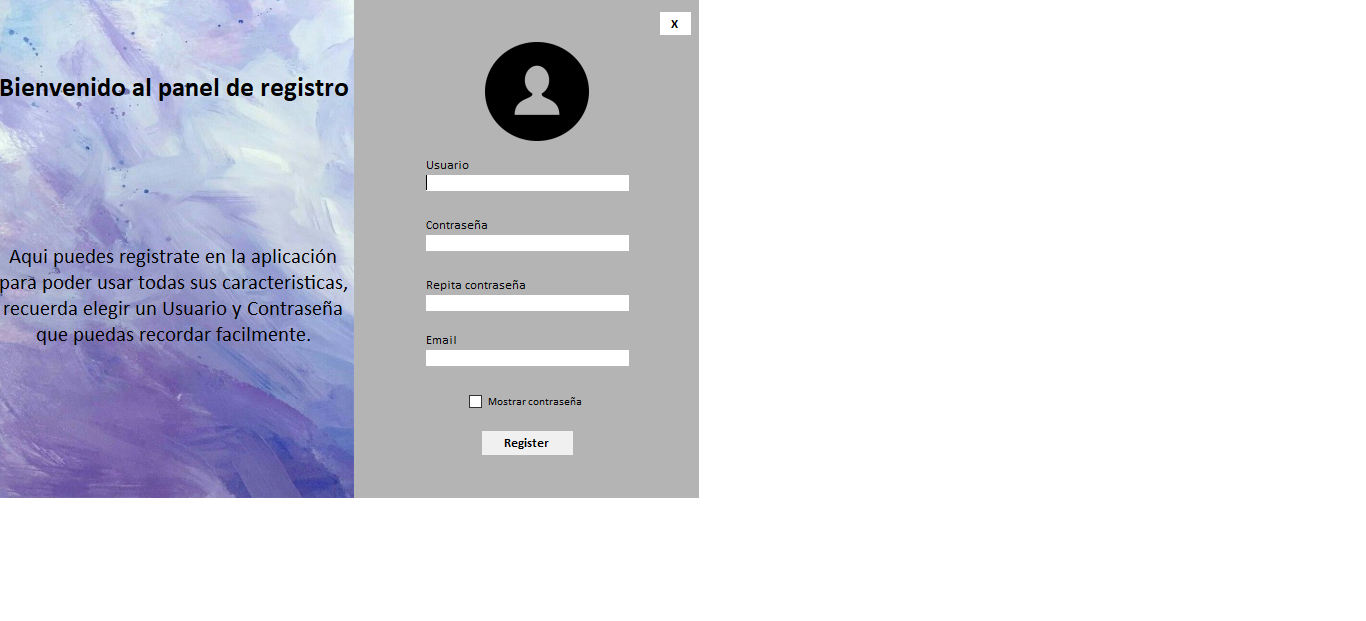 Bienvenido al panel de registro
Aqui puedes registrate en la aplicación
para poder usar todas sus caracteristicas,
recuerda elegir un Usuario y Contraseña
que puedas recordar facilmente.
X
Usuario
Contraseña
Repita contraseña
Email
Mostrar contraseña
Register